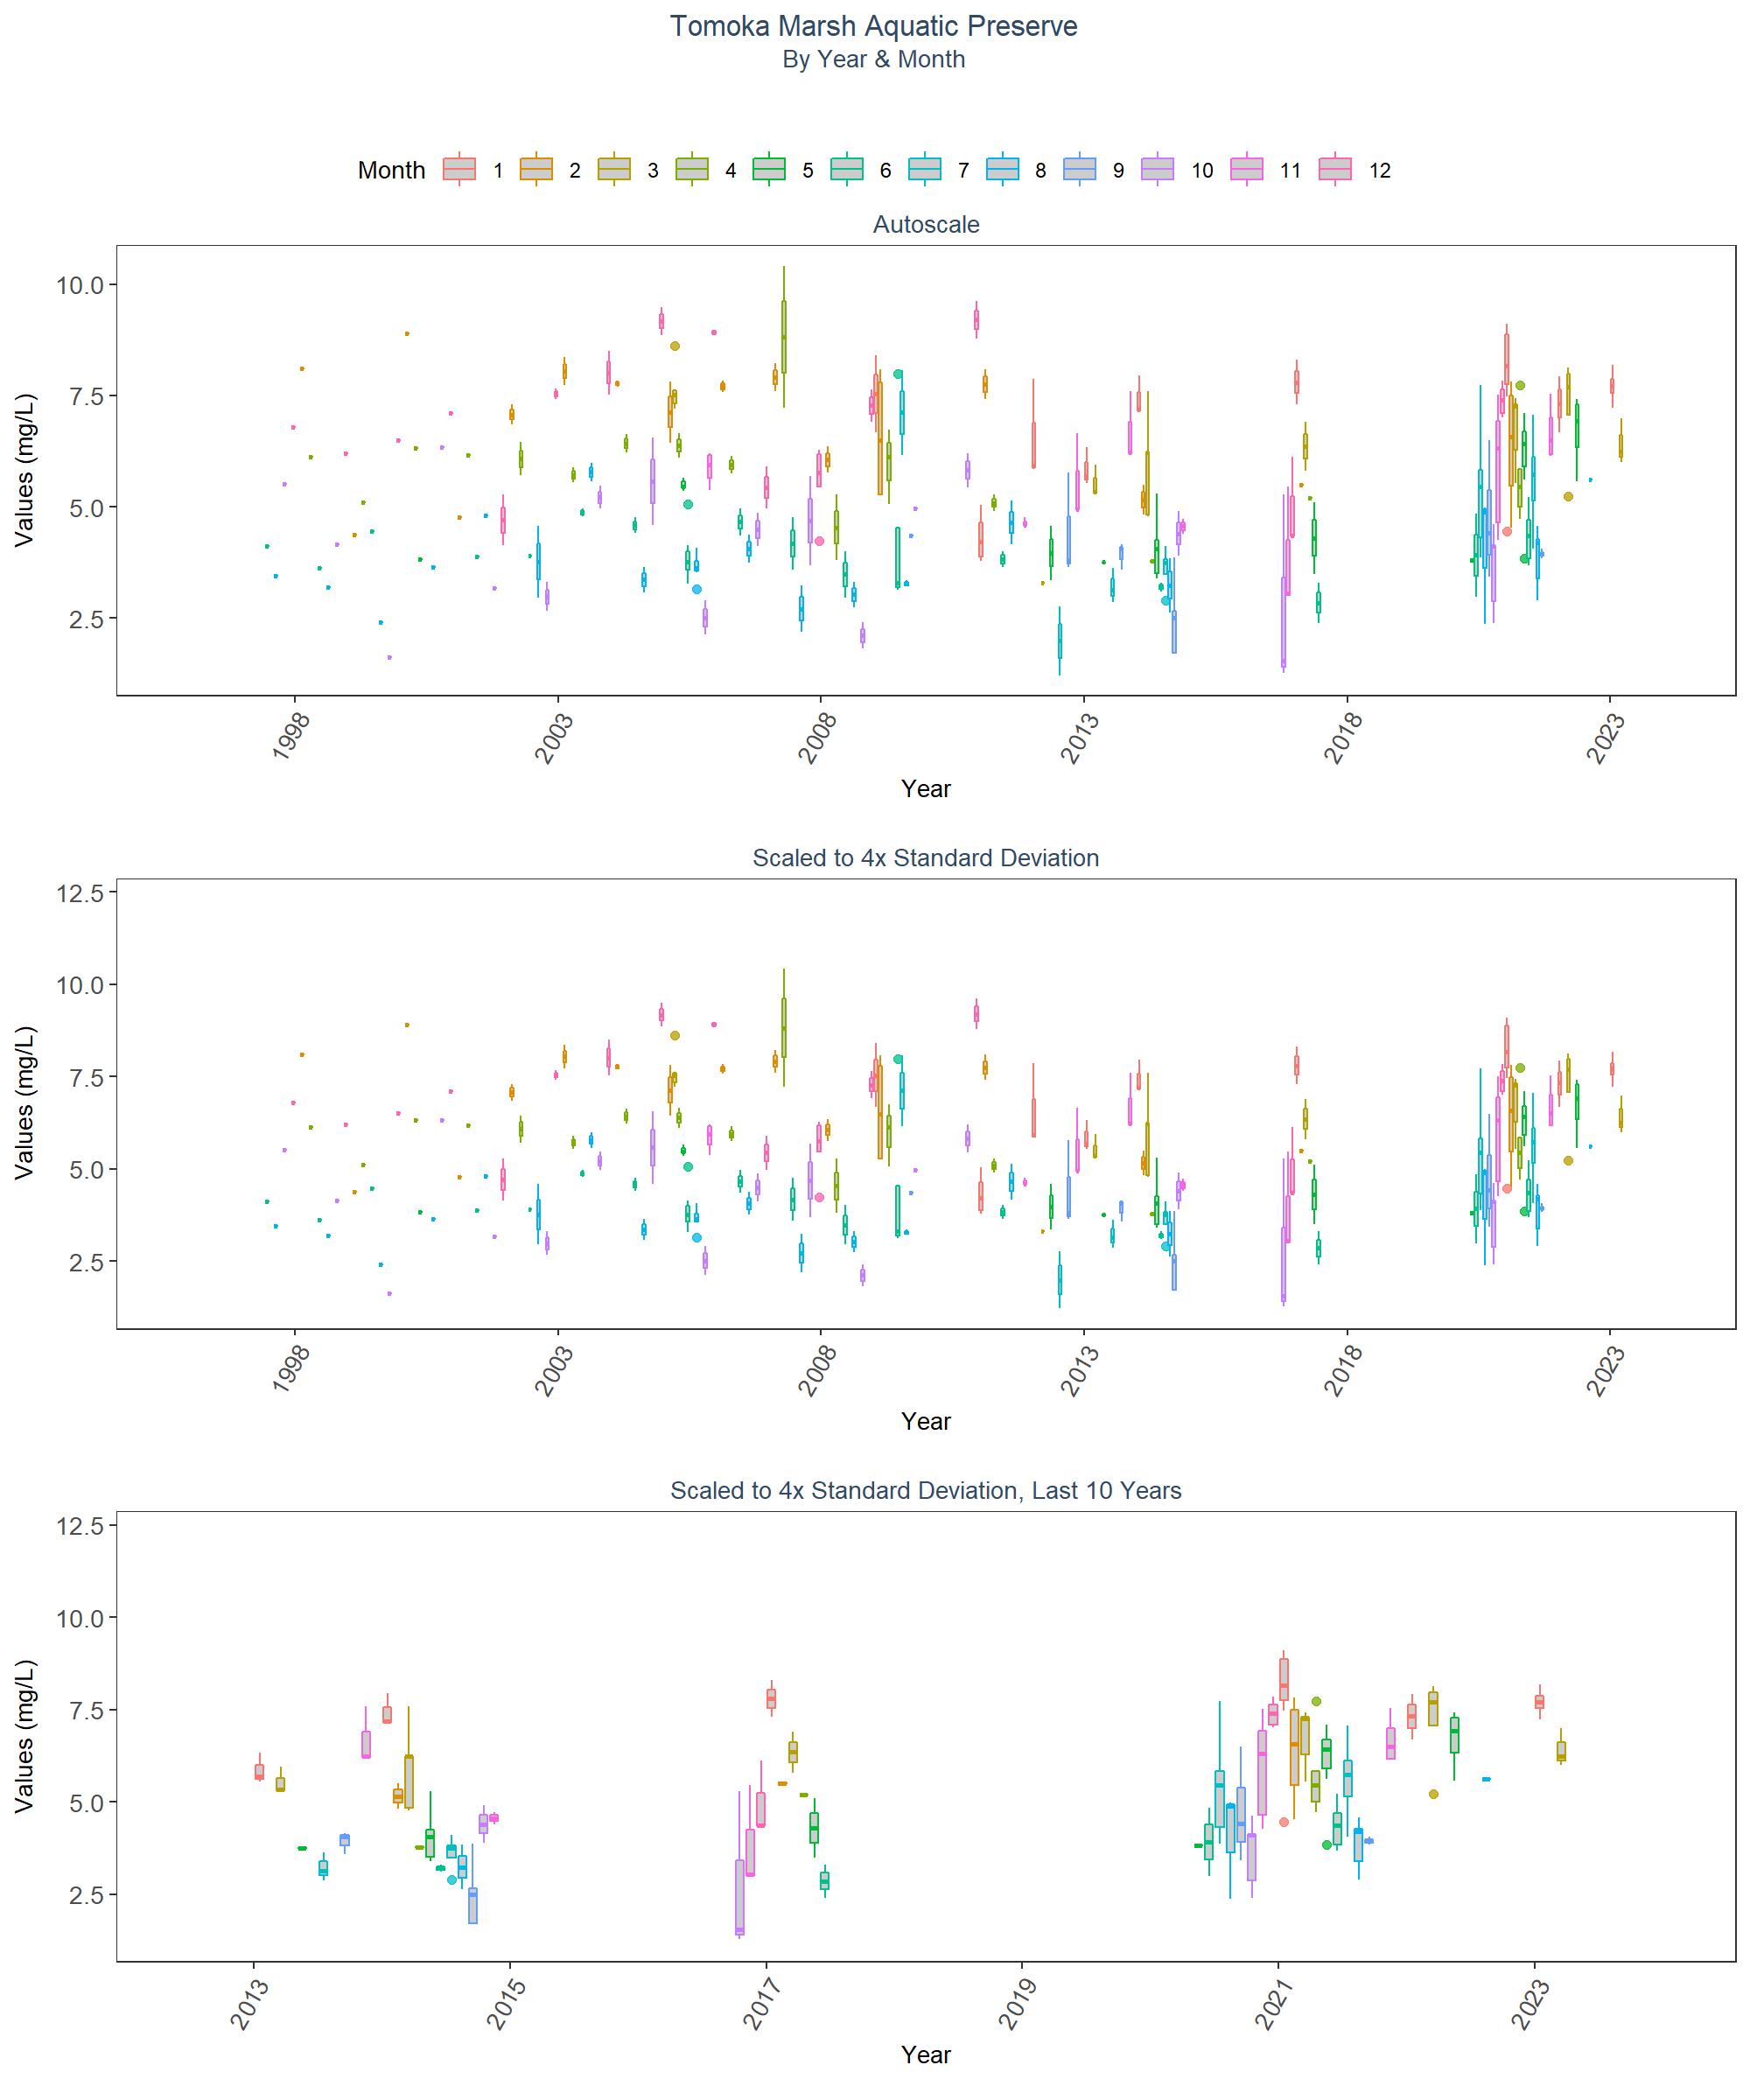 Tomoka Marsh Aquatic Preserve
By Year & Month
Month 1 2 3 4 5 6 7 8 9 10 11 12
Autoscale
10.0
7.5
5.0
2.5
Values (mg/L)
1998 2003 2008 2013 2018 2023
Year
Scaled to 4x Standard Deviation
12.5
10.0
7.5
5.0
2.5
Values (mg/L)
1998 2003 2008 2013 2018 2023
Year
Scaled to 4x Standard Deviation, Last 10 Years
12.5
10.0
7.5
5.0
2.5
Values (mg/L)
2013 2015 2017 2019 2021 2023
Year